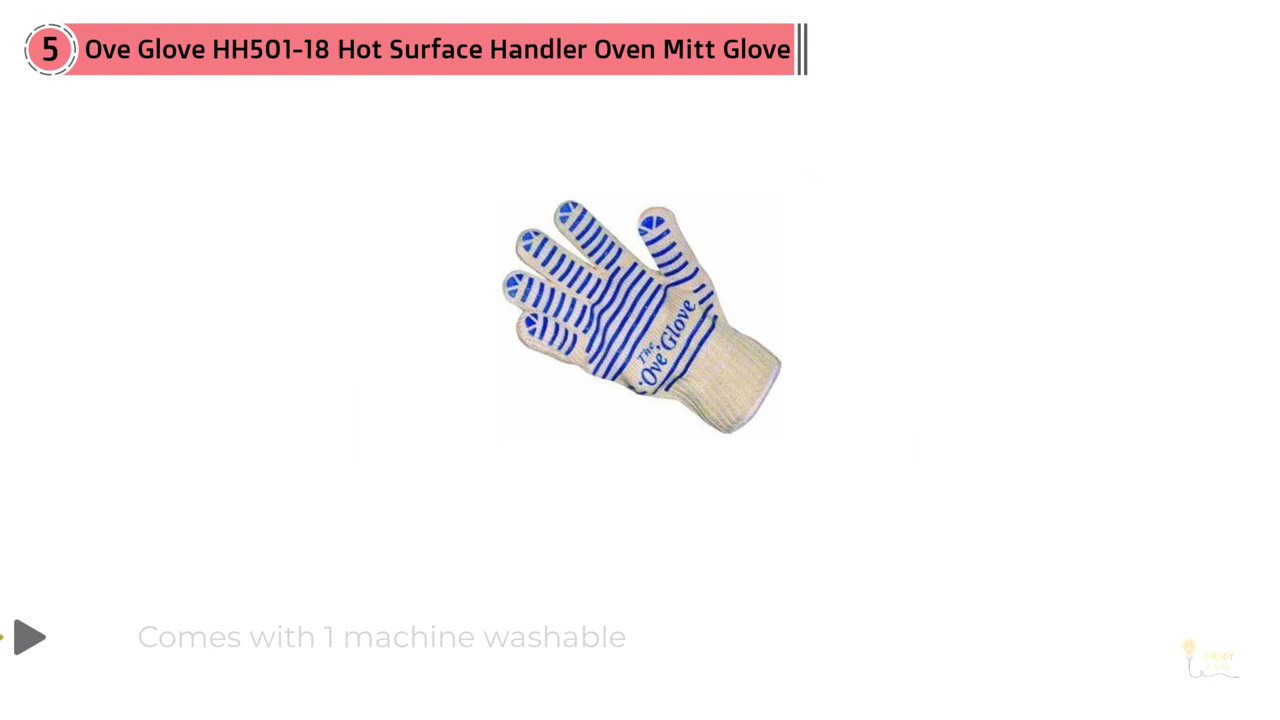 5
Ove Glove HH501-18 Hot Surface Handler Oven Mitt Glove
The
'Ove' Glove
Comes with 1 machine washable